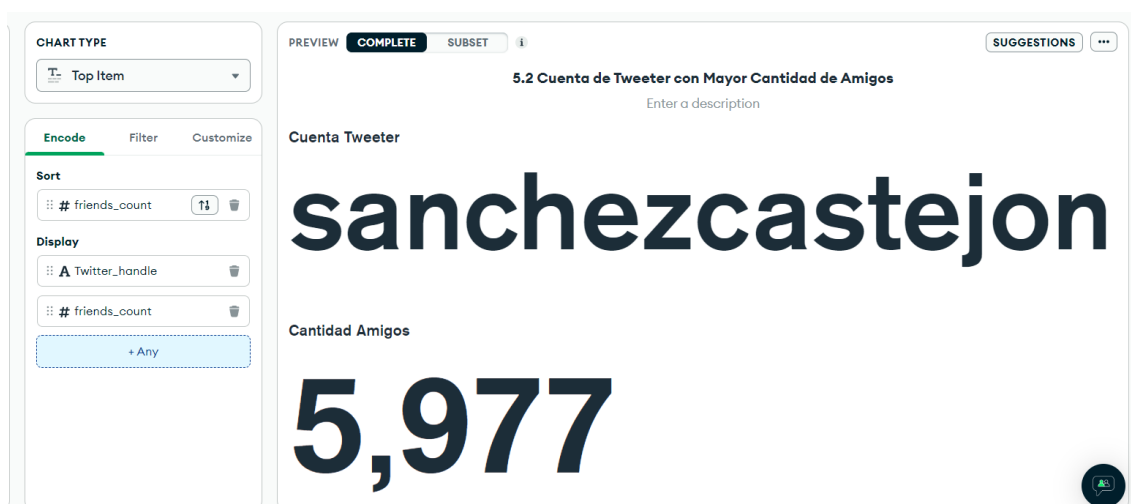 CHART TYPE
Top Item
Encode Filter Customize
Sort
# friends_count
Display
A Twitter_handle
# friends_count
+ Any
PREVIEW COMPLETE SUBSET i
SUGGESTIONS ...
5.2 Cuenta de Tweeter con Mayor Cantidad de Amigos
Enter a description
Cuenta Tweeter
sanchezcastejon
Cantidad Amigos
5,977